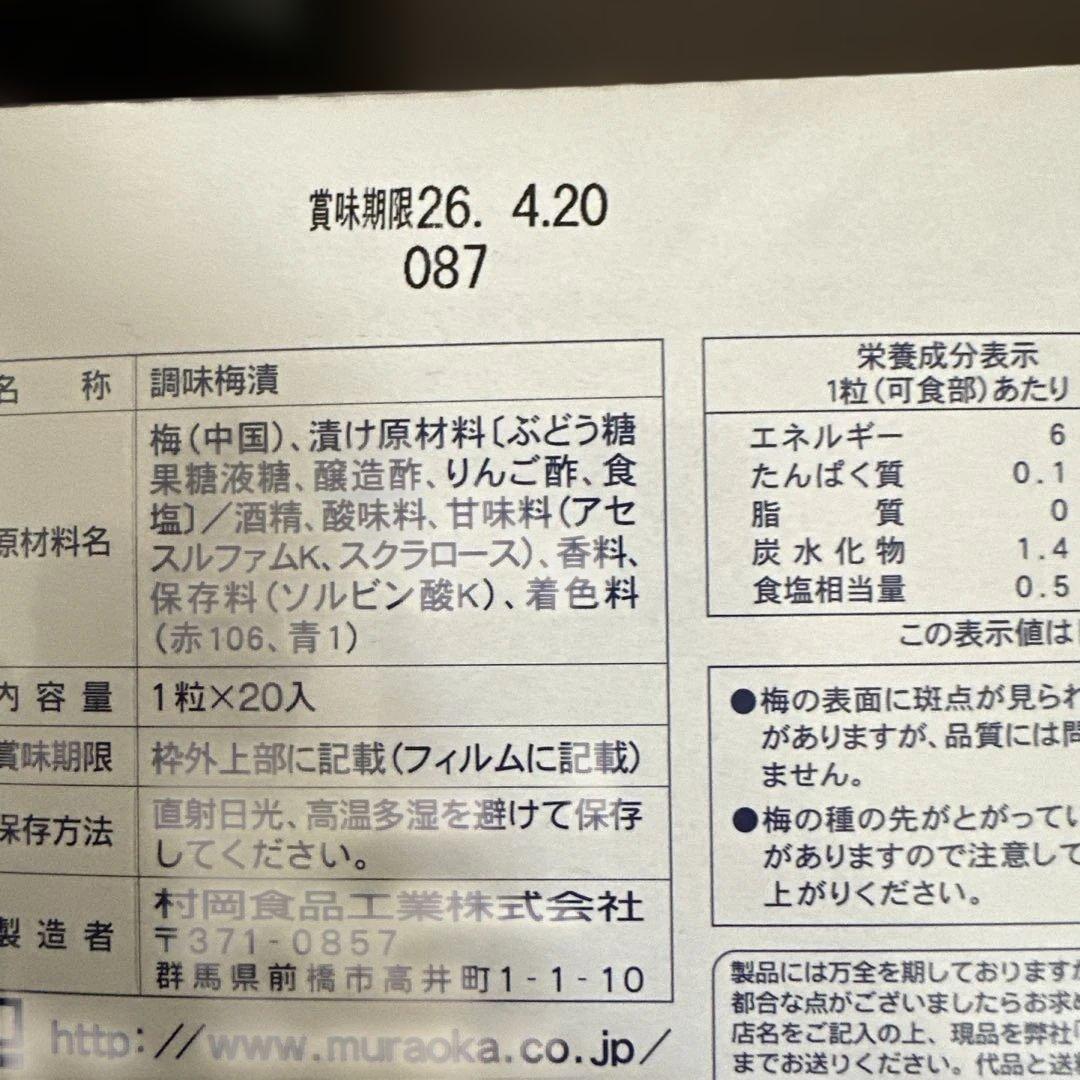 賞味期限26. 4.20
087
名称 調味梅漬
原材料名
梅(中国)、漬け原材料〔ぶどう糖
果糖液糖、醸造酢、りんご酢、食
塩〕/酒精、酸味料、甘味料(アセ
スルファムK、スクラロース)、香料、
保存料(ソルビン酸K)、着色料
(赤106、青1)
内容量 1粒×20入
賞味期限 枠外上部に記載(フィルムに記載)
保存方法
直射日光、高温多湿を避けて保存
してください。
製造者
村岡食品工業株式会社
〒371-0857
群馬県前橋市高井町1-1-10
http://www.muraoka.co.jp/
栄養成分表示
1粒(可食部)あたり
エネルギー 6
たんぱく質 0.1
脂質 0
炭水化物 1.4
食塩相当量 0.5
この表示値は
●梅の表面に斑点が見られ
がありますが、品質には問
ません。
●梅の種の先がとがってい
がありますので注意して
上がりください。
製品には万全を期しておりますが
都合な点がございましたらお求め
店名をご記入の上、現品を弊社「
までお送りください。代品と送料